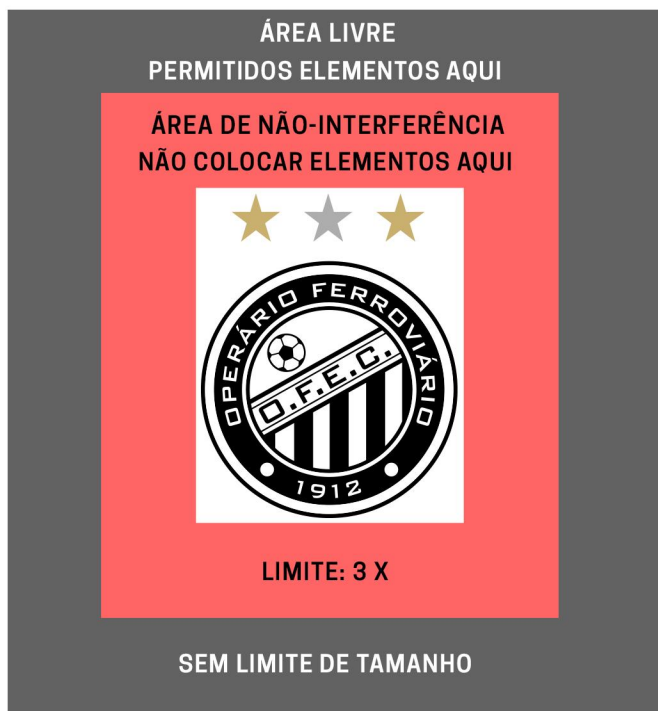 ÁREA LIVRE
PERMITIDOS ELEMENTOS AQUI
ÁREA DE NÃO-INTERFERÊNCIA
NÃO COLOCAR ELEMENTOS AQUI
OPERÁRIO FERROVIÁRIO
O.F.E.C.
1912
LIMITE: 3 X
SEM LIMITE DE TAMANHO